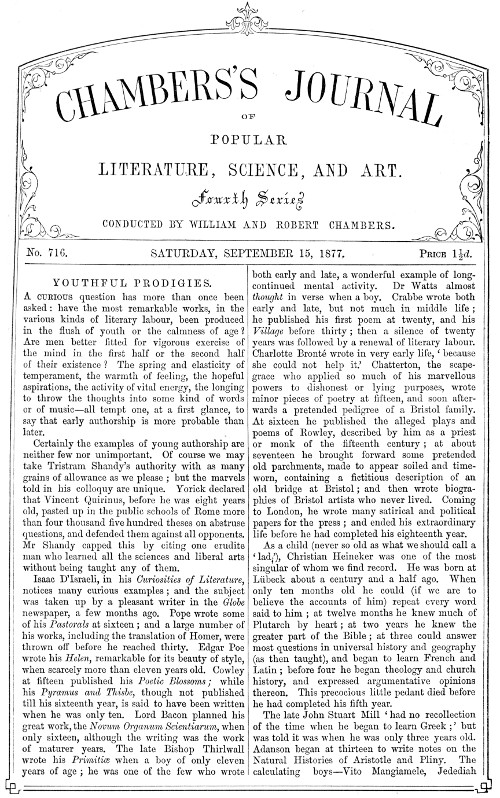 CHAMBERS'S JOURNAL
OF
POPULAR
LITERATURE, SCIENCE, AND ART.
Fourth Series
CONDUCTED BY WILLIAM AND ROBERT CHAMBERS.
No. 716. SATURDAY, SEPTEMBER 15, 1877. PRICE 1½d.
YOUTHFUL PRODIGIES.
A CURIOUS question has more than once been
asked: have the most remarkable works, in the
various kinds of literary labour, been produced
in the flush of youth or the calmness of age?
Are men better fitted for vigorous exercise of
the mind in the first half or the second half
of their existence? The spring and elasticity of
temperament, the warmth of feeling, the hopeful
aspirations, the activity of vital energy, the longing
to throw the thoughts into some kind of words
or of music—all tempt one, at a first glance, to
say that early authorship is more probable than
later.
Certainly the examples of young authorship are
neither few nor unimportant. Of course we may
take Tristram Shandy's authority with as many
grains of allowance as we please; but the marvels
told in his colloquy are unique. Yorick declared
that Vincent Quirinus, before he was eight years
old, pasted up in the public schools of Rome more
than four thousand five hundred theses on abstruse
questions, and defended them against all opponents.
Mr Shandy capped this by citing one erudite
man who learned all the sciences and liberal arts
without being taught any of them.
Isaac D'Israeli, in his Curiosities of Literature,
notices many curious examples; and the subject
was taken up by a pleasant writer in the Globe
newspaper, a few months ago. Pope wrote some
of his Pastorals at sixteen; and a large number of
his works, including the translation of Homer, were
thrown off before he reached thirty. Edgar Poe
wrote his Helen, remarkable for its beauty of style,
when scarcely more than eleven years old. Cowley
at fifteen published his Poetic Blossoms; while
his Pyramus and Thisbe, though not published
till his sixteenth year, is said to have been written
when he was only ten. Lord Bacon planned his
great work, the Novum Organum Scientiarum, when
only sixteen, although the writing was the work
of maturer years. The late Bishop Thirlwall
wrote his Primitiæ when a boy of only eleven
years of age; he was one of the few who wrote
both early and late, a wonderful example of long-
continued mental activity. Dr Watts almost
thought in verse when a boy. Crabbe wrote both
early and late, but not much in middle life;
he published his first poem at twenty, and his
Village before thirty; then a silence of twenty
years was followed by a renewal of literary labour.
Charlotte Bronté wrote in very early life, 'because
she could not help it.' Chatterton, the scape-
grace who applied so much of his marvellous
powers to dishonest or lying purposes, wrote
minor pieces of poetry at fifteen, and soon after-
wards a pretended pedigree of a Bristol family.
At sixteen he published the alleged plays and
poems of Rowley, described by him as a priest
or monk of the fifteenth century; at about
seventeen he brought forward some pretended
old parchments, made to appear soiled and time-
worn, containing a fictitious description of an
old bridge at Bristol; and then wrote biogra-
phies of Bristol artists who never lived. Coming
to London, he wrote many satirical and political
papers for the press; and ended his extraordinary
life before he had completed his eighteenth year.
As a child (never so old as what we should call a
'lad'), Christian Heinecker was one of the most
singular of whom we find record. He was born at
Lübeck about a century and a half ago. When
only ten months old he could (if we are to
believe the accounts of him) repeat every word
said to him; at twelve months he knew much of
Plutarch by heart; at two years he knew the
greater part of the Bible; at three could answer
most questions in universal history and geography
(as then taught), and began to learn French and
Latin; before four he began theology and church
history, and expressed argumentative opinions
thereon. This precocious little pedant died before
he had completed his fifth year.
The late John Stuart Mill 'had no recollection
of the time when he began to learn Greek;' but
was told it was when he was only three years old.
Adanson began at thirteen to write notes on the
Natural Histories of Aristotle and Pliny. The
calculating boys—Vito Mangiamele, Jedediah